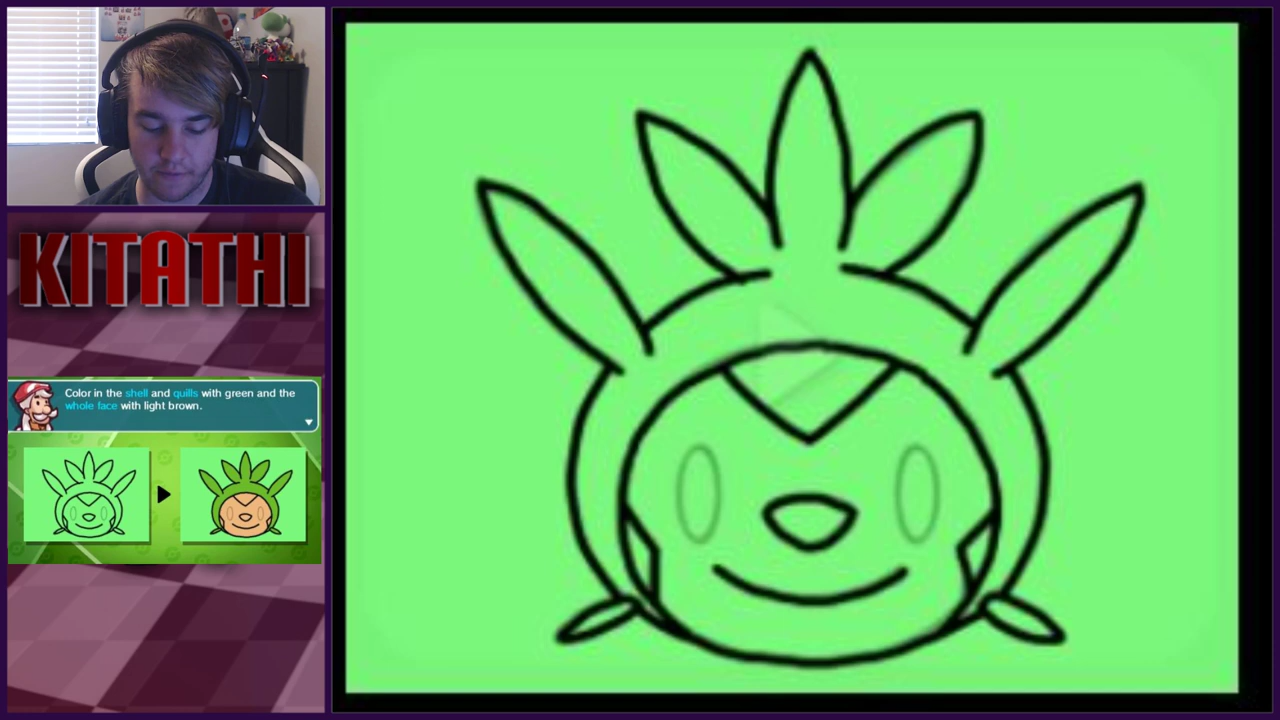 KITATHI
Color in the shell and quills with green and the
whole face with light brown.